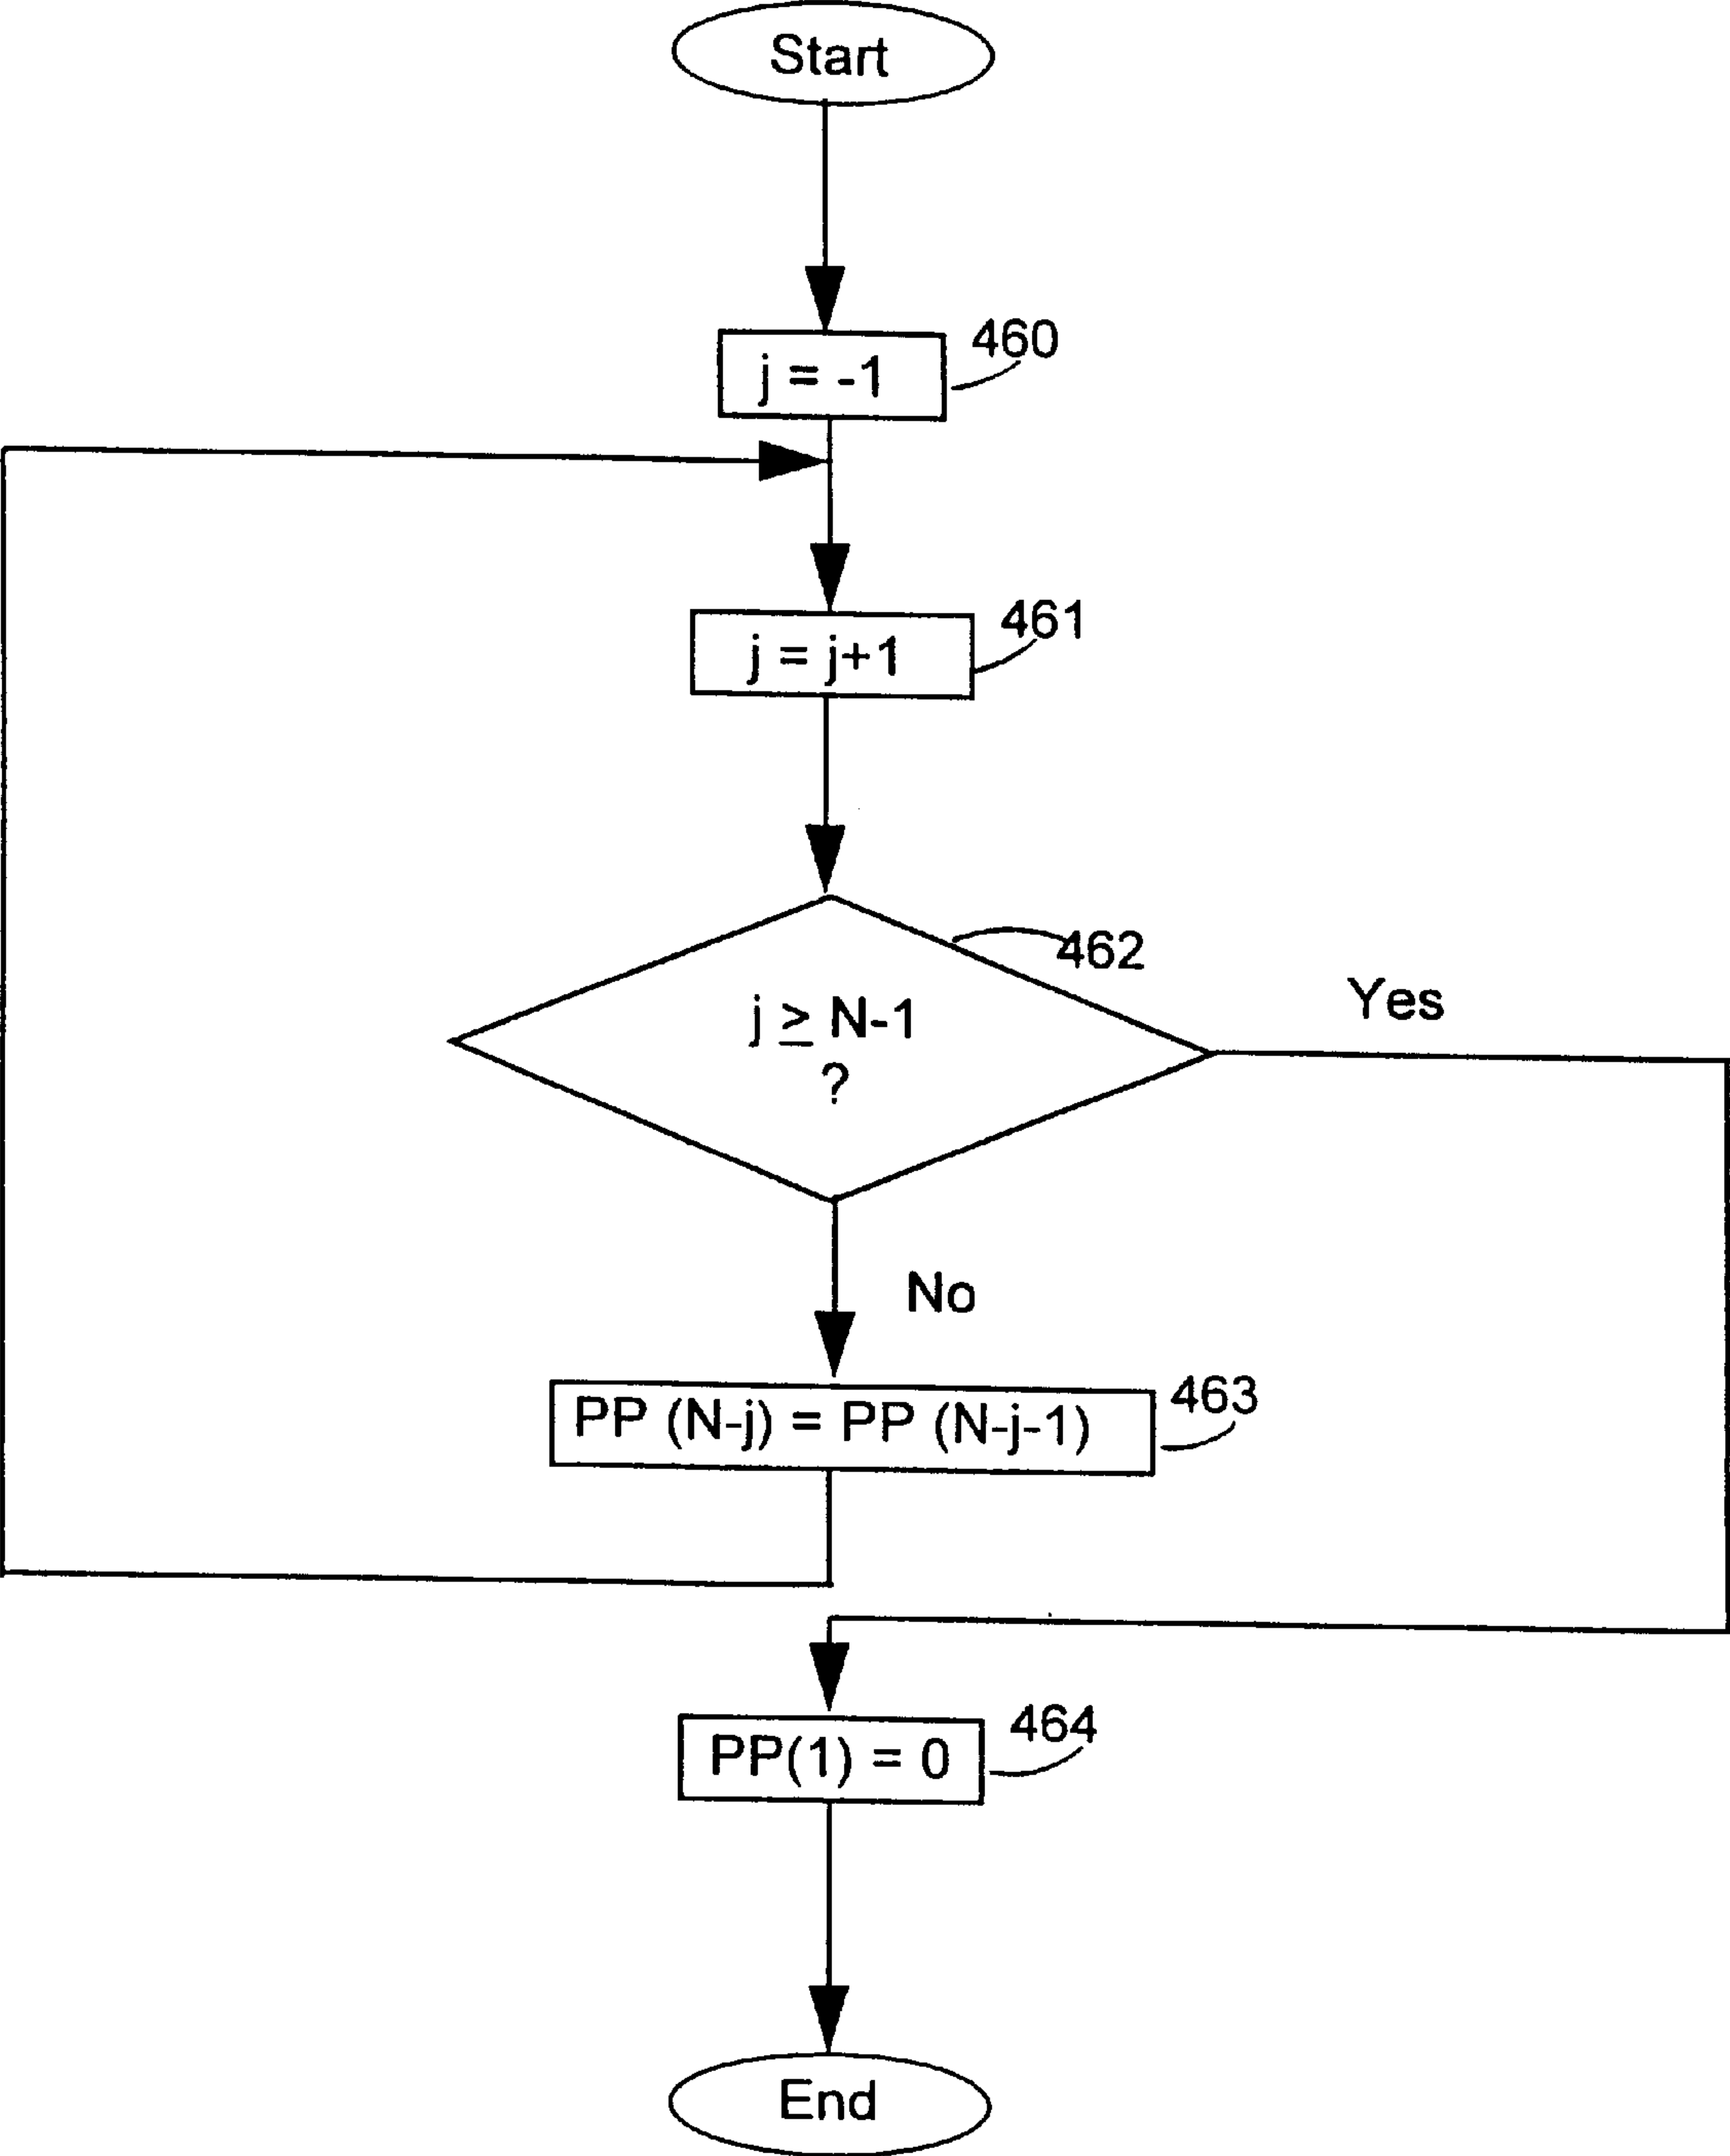 Start
460
j = -1
461
j = j+1
462
j ≥ N-1
?
Yes
No
463
PP (N-j) = PP (N-j-1)
464
PP(1) = 0
End